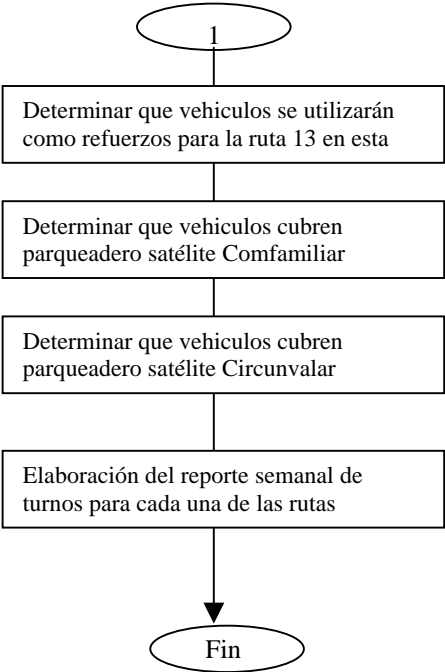 1
Determinar que vehiculos se utilizarán
como refuerzos para la ruta 13 en esta
Determinar que vehiculos cubren
parqueadero satélite Comfamiliar
Determinar que vehiculos cubren
parqueadero satélite Circunvalar
Elaboración del reporte semanal de
turnos para cada una de las rutas
Fin